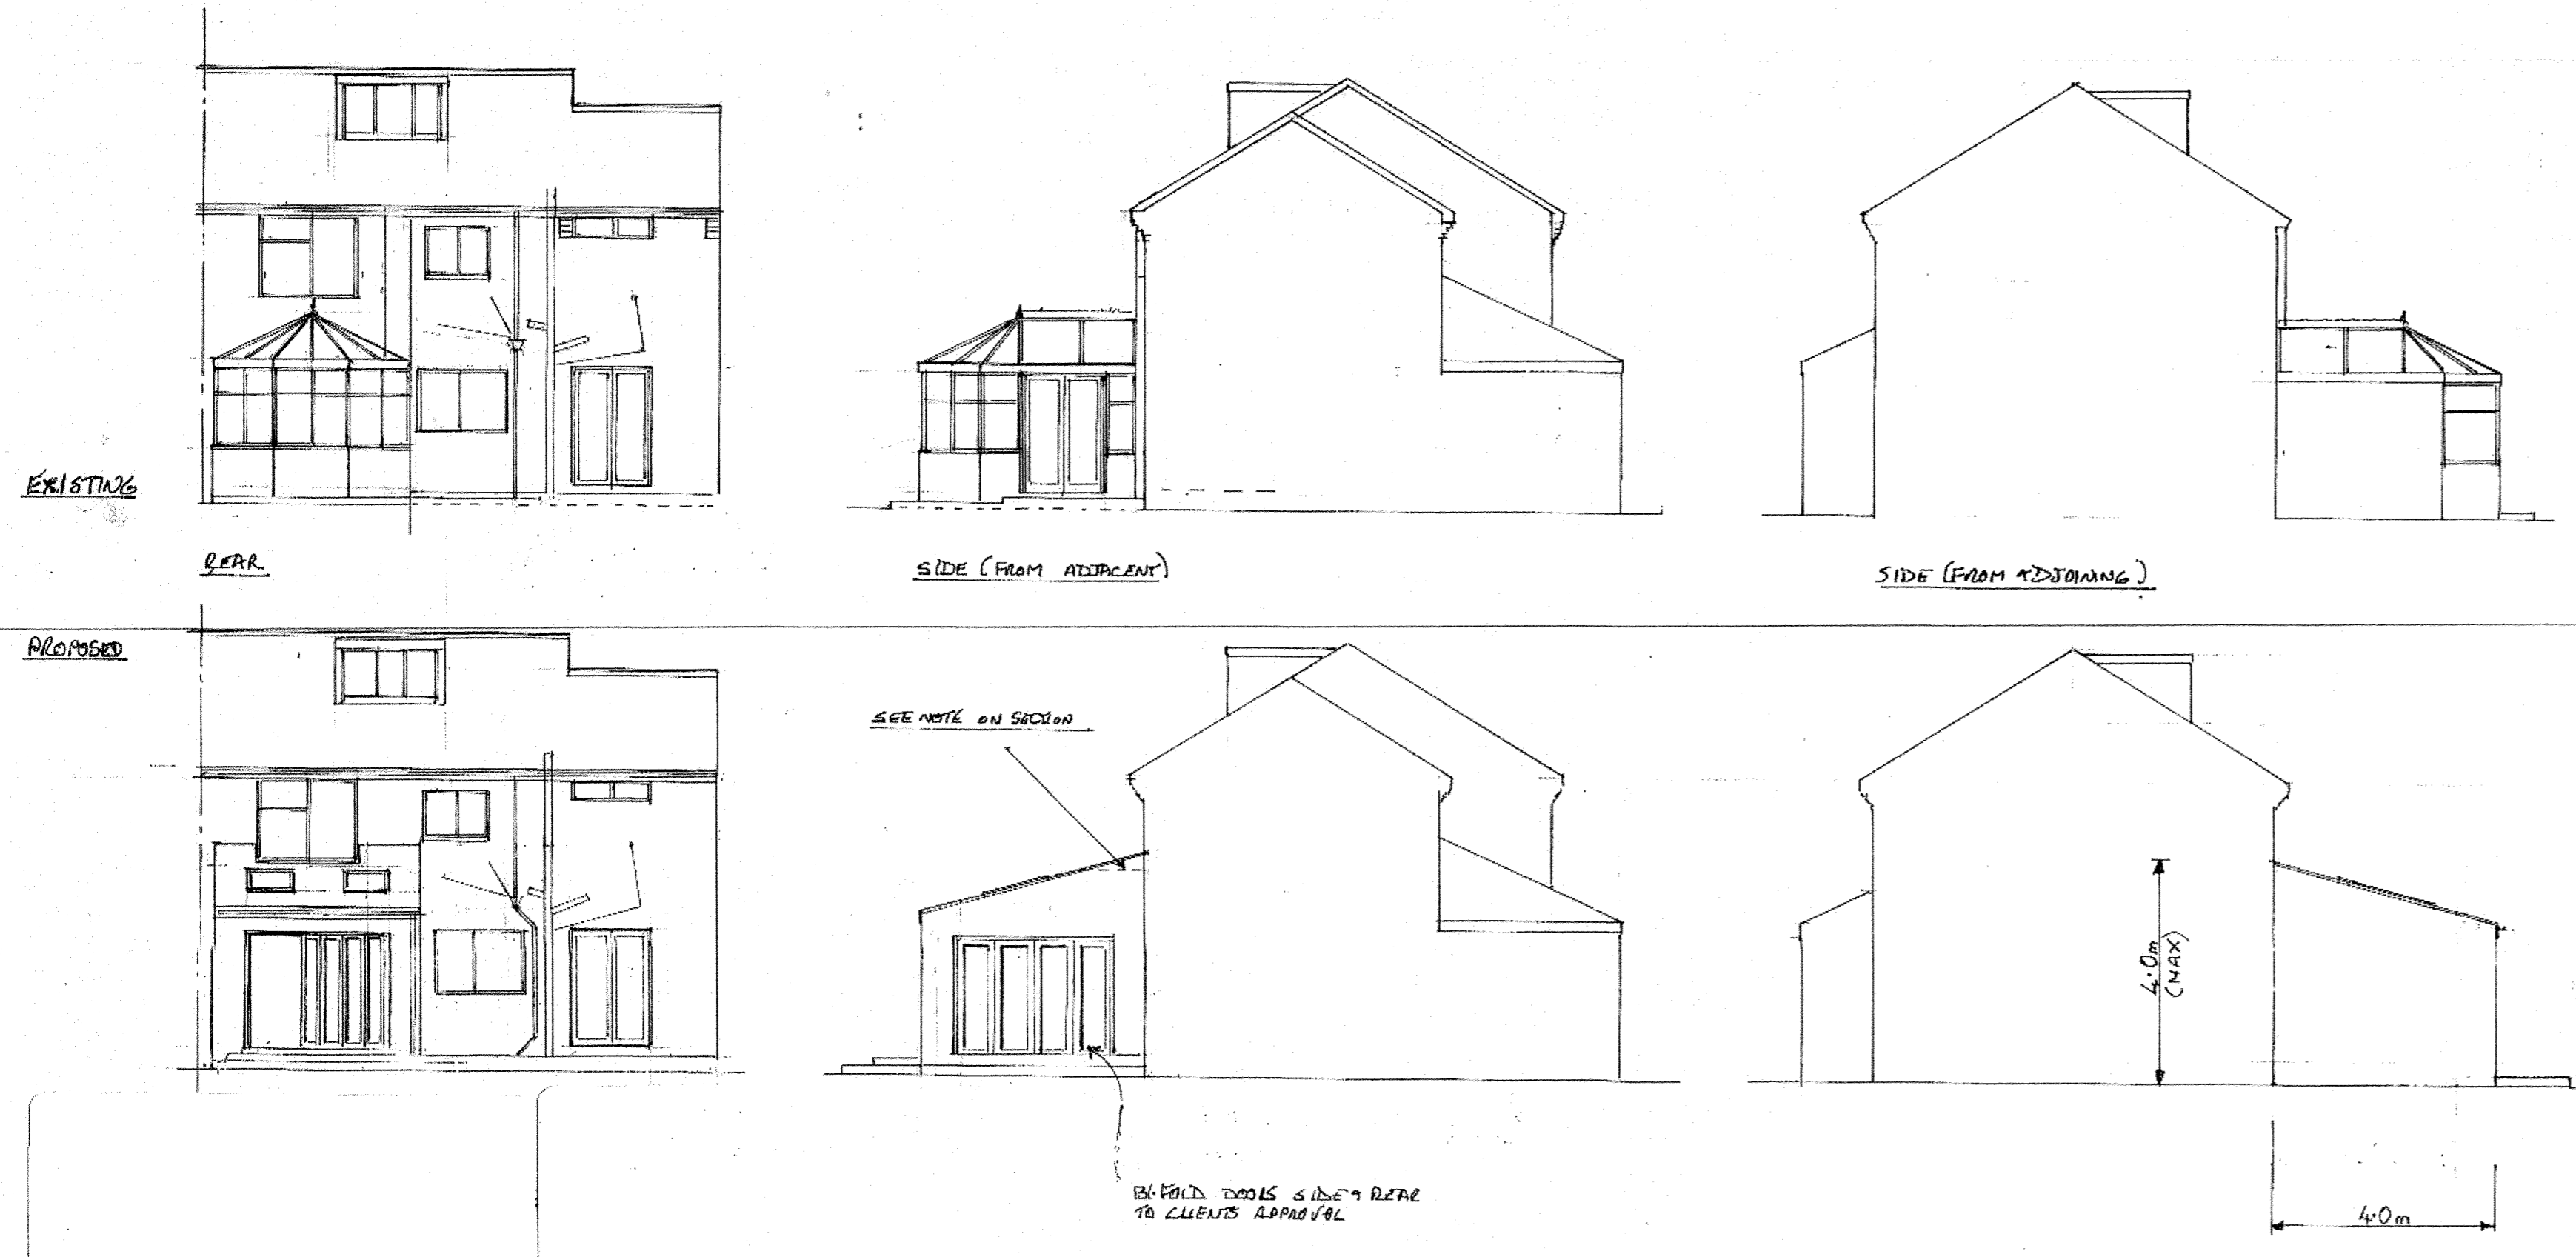 EXISTING
REAR
SIDE (FROM ADJACENT)
SIDE (FROM ADJOINING)
PROPOSED
SEE NOTE ON SECTION
4.0m
(MAX)
BI-FOLD DOORS SIDE & REAR
TO CLIENTS APPROVAL
4.0m